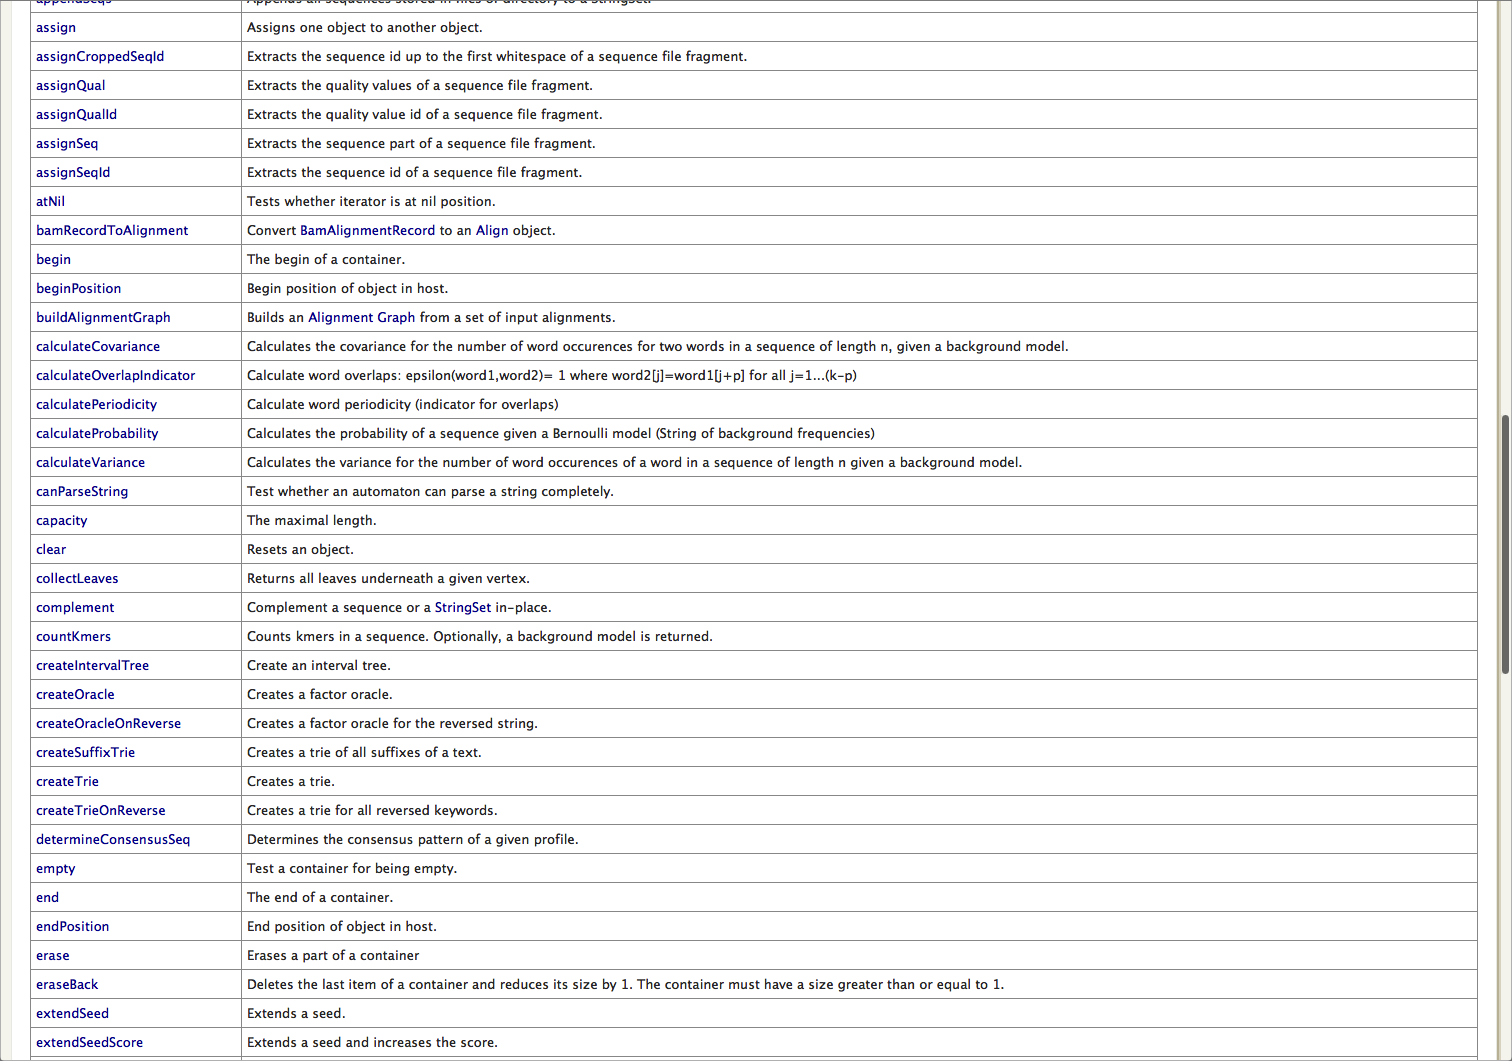 appendSeqs Appends all sequences stored in files of directory to a StringSet.
assign Assigns one object to another object.
assignCroppedSeqId Extracts the sequence id up to the first whitespace of a sequence file fragment.
assignQual Extracts the quality values of a sequence file fragment.
assignQualId Extracts the quality value id of a sequence file fragment.
assignSeq Extracts the sequence part of a sequence file fragment.
assignSeqId Extracts the sequence id of a sequence file fragment.
atNil Tests whether iterator is at nil position.
bamRecordToAlignment Convert BamAlignmentRecord to an Align object.
begin The begin of a container.
beginPosition Begin position of object in host.
buildAlignmentGraph Builds an Alignment Graph from a set of input alignments.
calculateCovariance Calculates the covariance for the number of word occurences for two words in a sequence of length n, given a background model.
calculateOverlapIndicator Calculate word overlaps: epsilon(word1,word2)= 1 where word2[j]=word1[j+p] for all j=1...(k-p)
calculatePeriodicity Calculate word periodicity (indicator for overlaps)
calculateProbability Calculates the probability of a sequence given a Bernoulli model (String of background frequencies)
calculateVariance Calculates the variance for the number of word occurences of a word in a sequence of length n given a background model.
canParseString Test whether an automaton can parse a string completely.
capacity The maximal length.
clear Resets an object.
collectLeaves Returns all leaves underneath a given vertex.
complement Complement a sequence or a StringSet in-place.
countKmers Counts kmers in a sequence. Optionally, a background model is returned.
createIntervalTree Create an interval tree.
createOracle Creates a factor oracle.
createOracleOnReverse Creates a factor oracle for the reversed string.
createSuffixTrie Creates a trie of all suffixes of a text.
createTrie Creates a trie.
createTrieOnReverse Creates a trie for all reversed keywords.
determineConsensusSeq Determines the consensus pattern of a given profile.
empty Test a container for being empty.
end The end of a container.
endPosition End position of object in host.
erase Erases a part of a container
eraseBack Deletes the last item of a container and reduces its size by 1. The container must have a size greater than or equal to 1.
extendSeed Extends a seed.
extendSeedScore Extends a seed and increases the score.